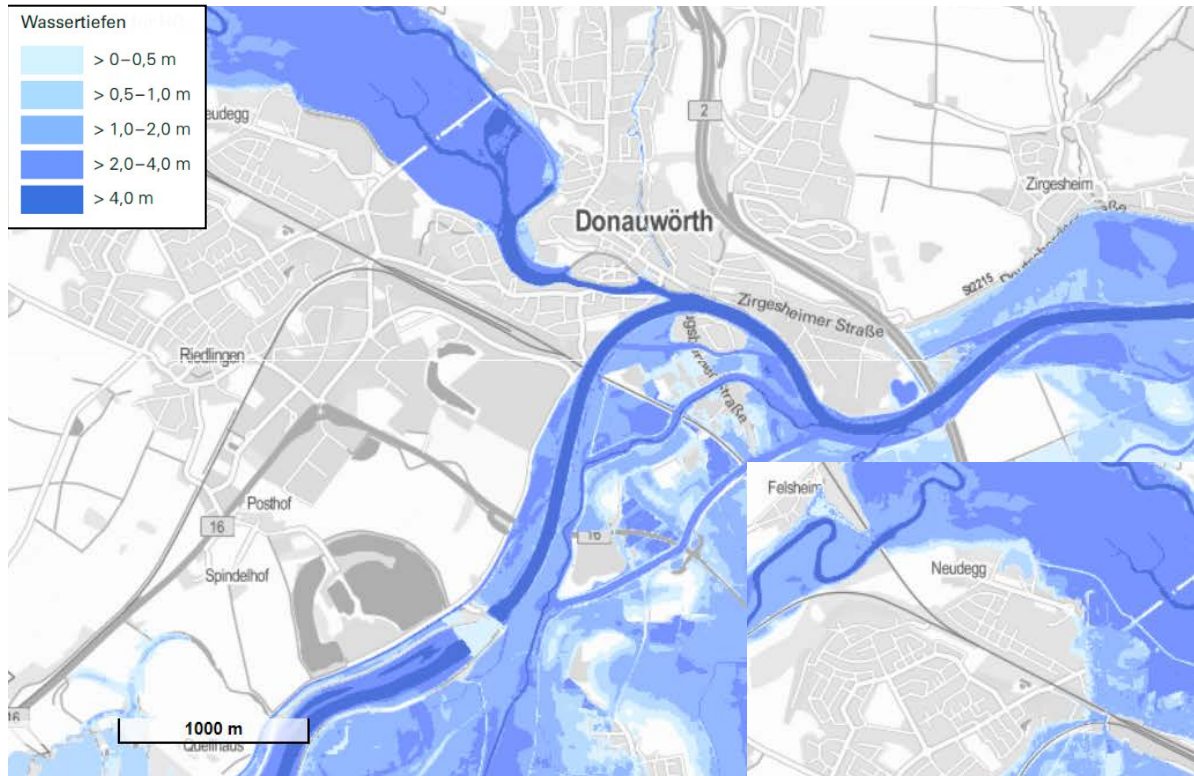 Wassertiefen
> 0–0,5 m
> 0,5–1,0 m
> 1,0–2,0 m
> 2,0–4,0 m
> 4,0 m
eudegg
2
Zirgesheim
Donauwörth
St2215
Zirgesheimer Straße
Riedlingen
Straße
Posthof
16
16
Spindelhof
Felsheim
Neudegg
16
1000 m
Quellhaus